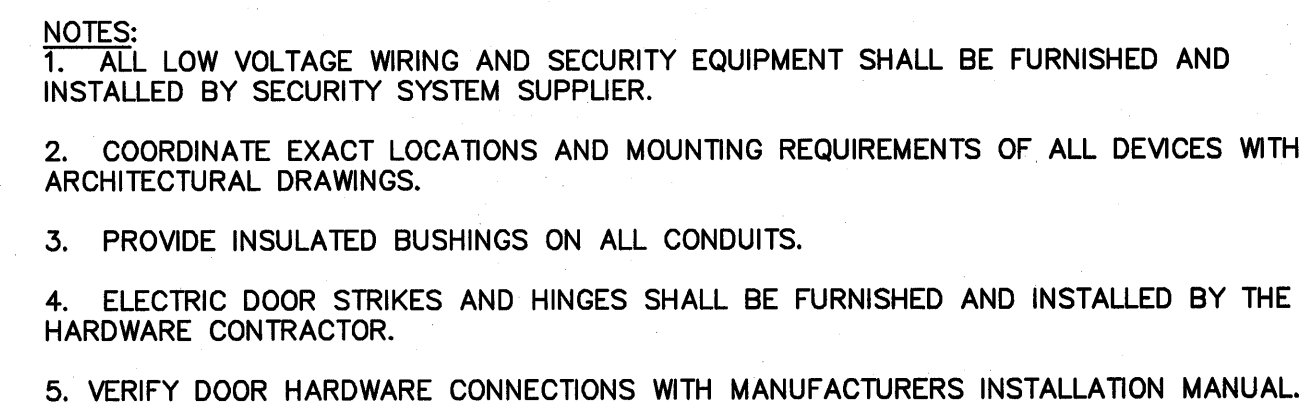 NOTES:
1. ALL LOW VOLTAGE WIRING AND SECURITY EQUIPMENT SHALL BE FURNISHED AND
INSTALLED BY SECURITY SYSTEM SUPPLIER.
2. COORDINATE EXACT LOCATIONS AND MOUNTING REQUIREMENTS OF ALL DEVICES WITH
ARCHITECTURAL DRAWINGS.
3. PROVIDE INSULATED BUSHINGS ON ALL CONDUITS.
4. ELECTRIC DOOR STRIKES AND HINGES SHALL BE FURNISHED AND INSTALLED BY THE
HARDWARE CONTRACTOR.
5. VERIFY DOOR HARDWARE CONNECTIONS WITH MANUFACTURERS INSTALLATION MANUAL.